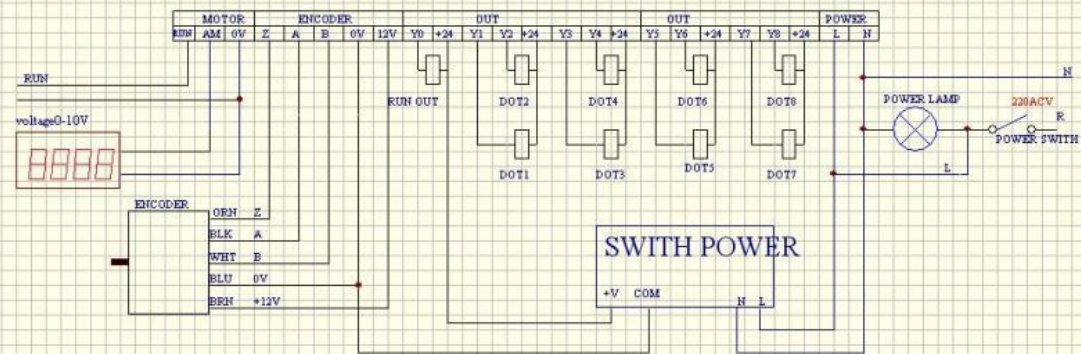 MOTOR ENCODER OUT OUT POWER
RUN AM 0V Z A B 0V 12V Y0 +24 Y1 Y2 +24 Y3 Y4 +24 Y5 Y6 +24 Y7 Y8 +24 L N
RUN
N
RUN OUT DOT2 DOT4 DOT6 DOT8
POWER LAMP
220ACV
R
POWER SWITH
voltage0-10V
8888
L
DOT1 DOT3 DOT5 DOT7
ENCODER
ORN Z
BLK A
WHT B
BLU 0V
BRN +12V
SWITH POWER
+V COM N L